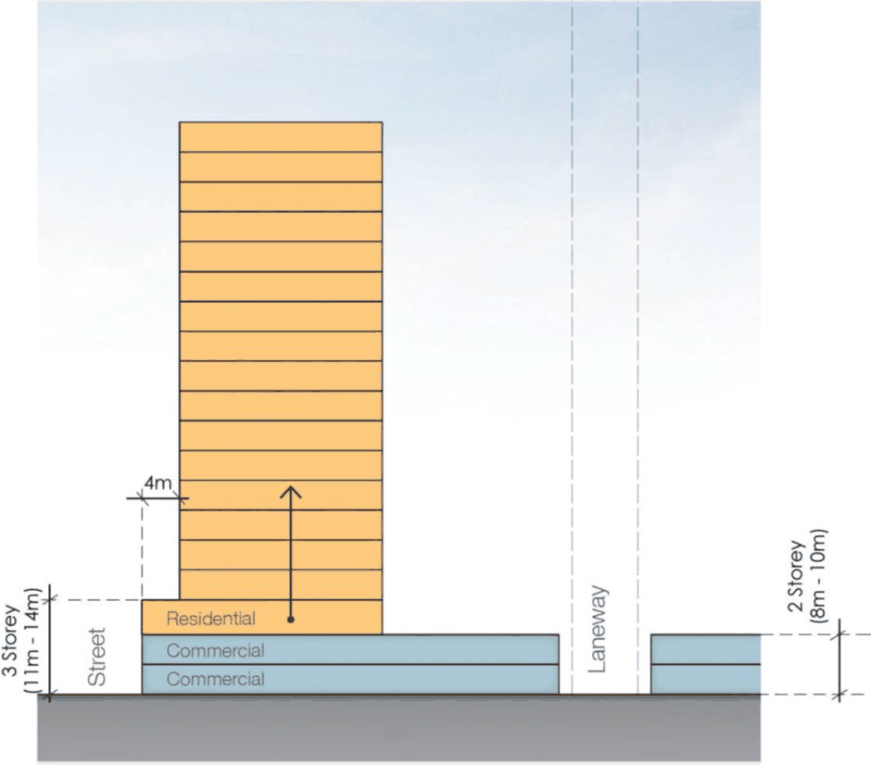 4m
3 Storey
(11m - 14m)
Street
Residential
Commercial
Commercial
Laneway
2 Storey
(8m - 10m)